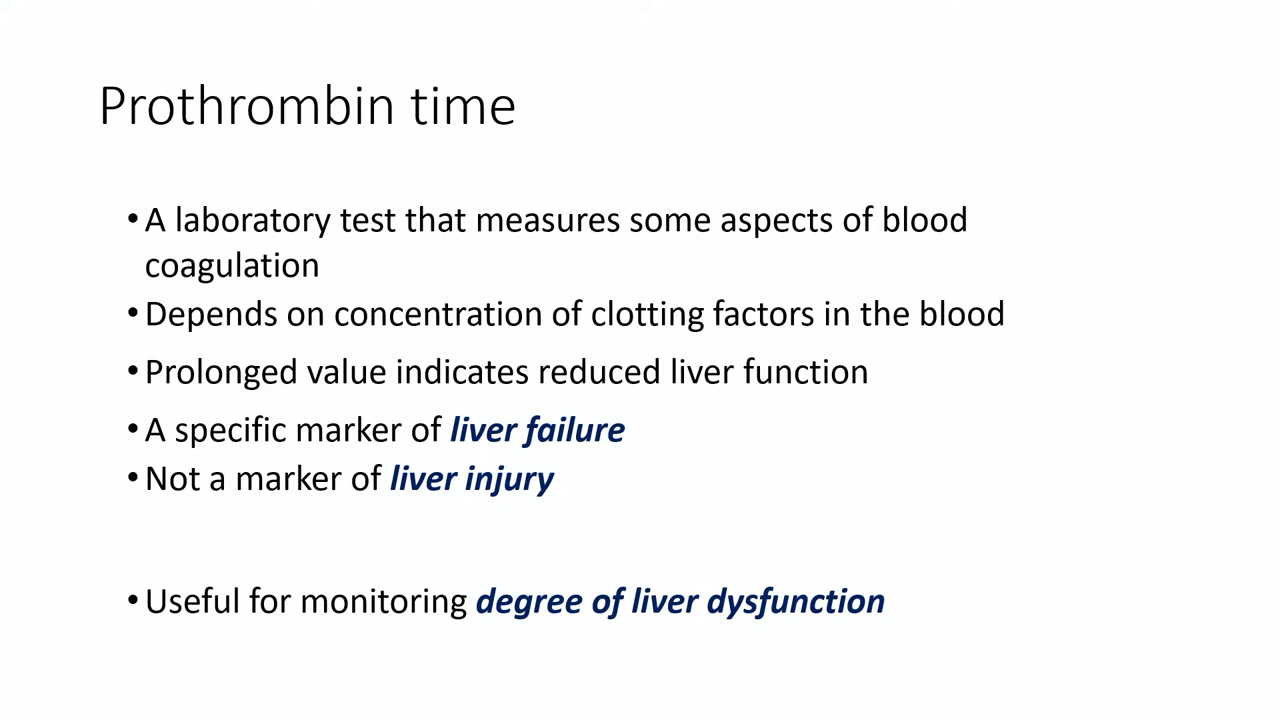 Prothrombin time
•A laboratory test that measures some aspects of blood
coagulation
•Depends on concentration of clotting factors in the blood
•Prolonged value indicates reduced liver function
•A specific marker of liver failure
•Not a marker of liver injury
•Useful for monitoring degree of liver dysfunction